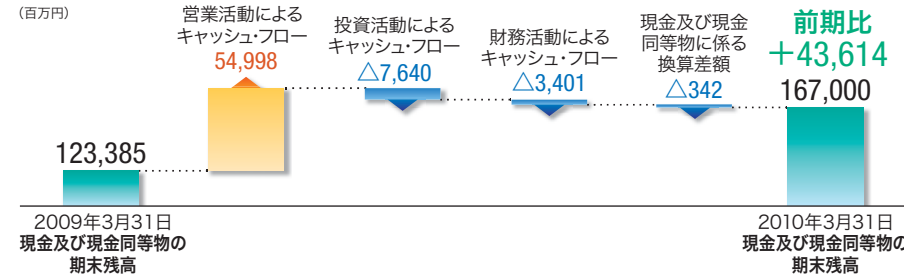 （百万円）
営業活動による
キャッシュ・フロー
54,998
投資活動による
キャッシュ・フロー
△7,640
財務活動による
キャッシュ・フロー
△3,401
現金及び現金
同等物に係る
換算差額
△342
前期比
＋43,614
167,000
123,385
2009年3月31日
現金及び現金同等物の
期末残高
2010年3月31日
現金及び現金同等物の
期末残高